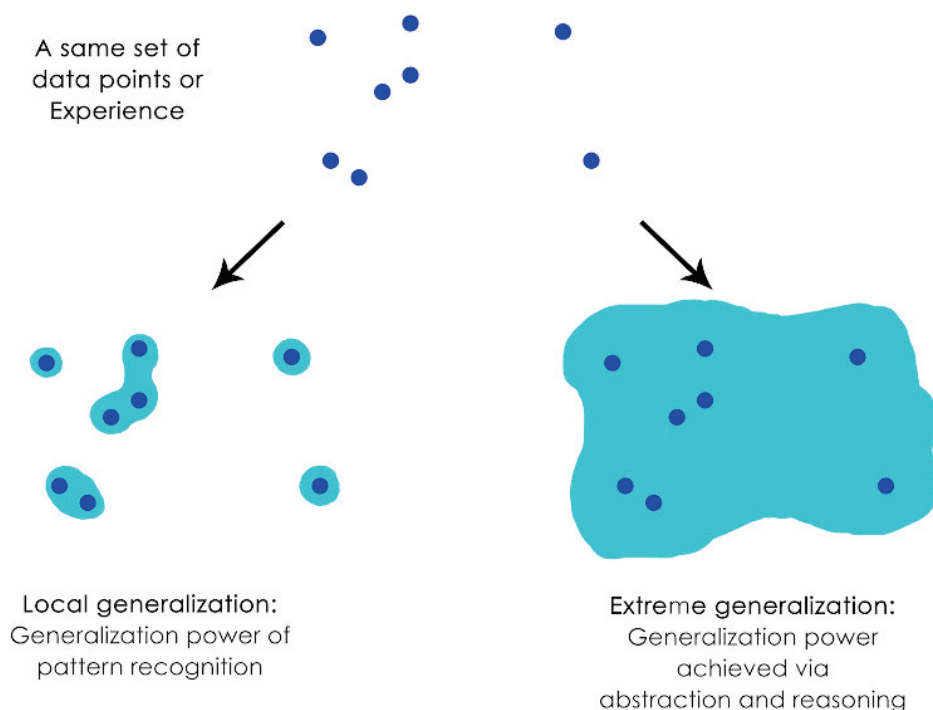 A same set of
data points or
Experience
Local generalization:
Generalization power of
pattern recognition
Extreme generalization:
Generalization power
achieved via
abstraction and reasoning